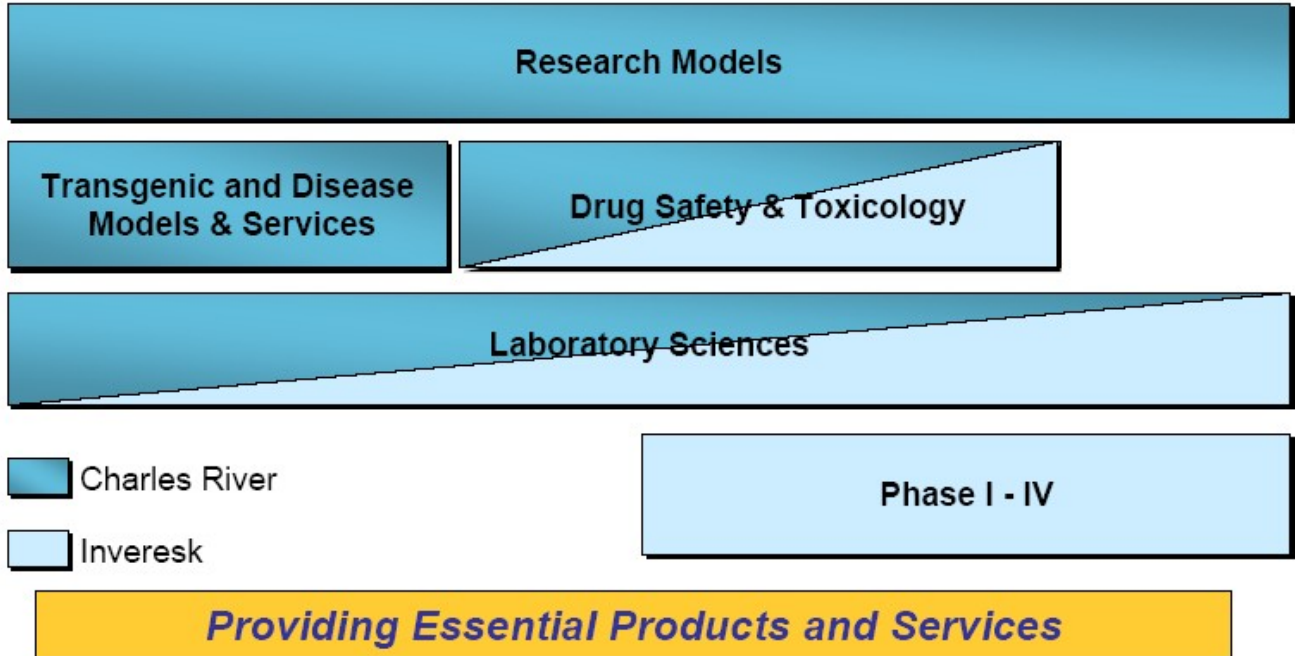 Research Models
Transgenic and Disease
Models & Services
Drug Safety & Toxicology
Laboratory Sciences
Charles River
Phase I - IV
Inveresk
Providing Essential Products and Services